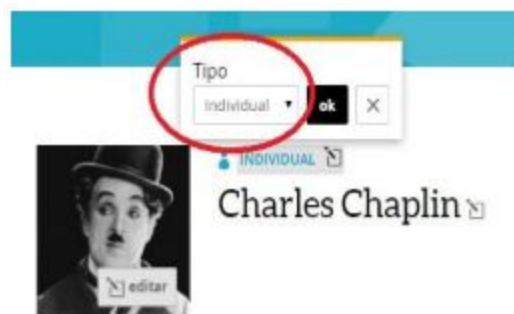 Tipo
Individual
ok
INDIVIDUAL
Charles Chaplin
editar